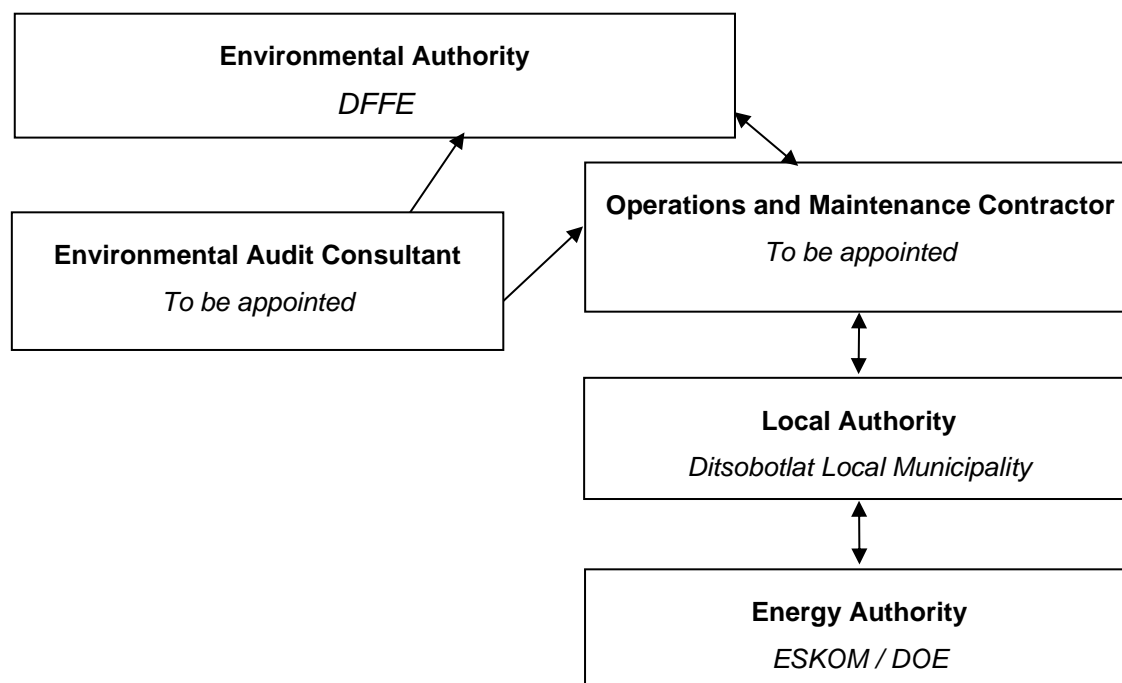 Environmental Authority
DFFE
Operations and Maintenance Contractor
To be appointed
Environmental Audit Consultant
To be appointed
Local Authority
Ditsobotlat Local Municipality
Energy Authority
ESKOM / DOE